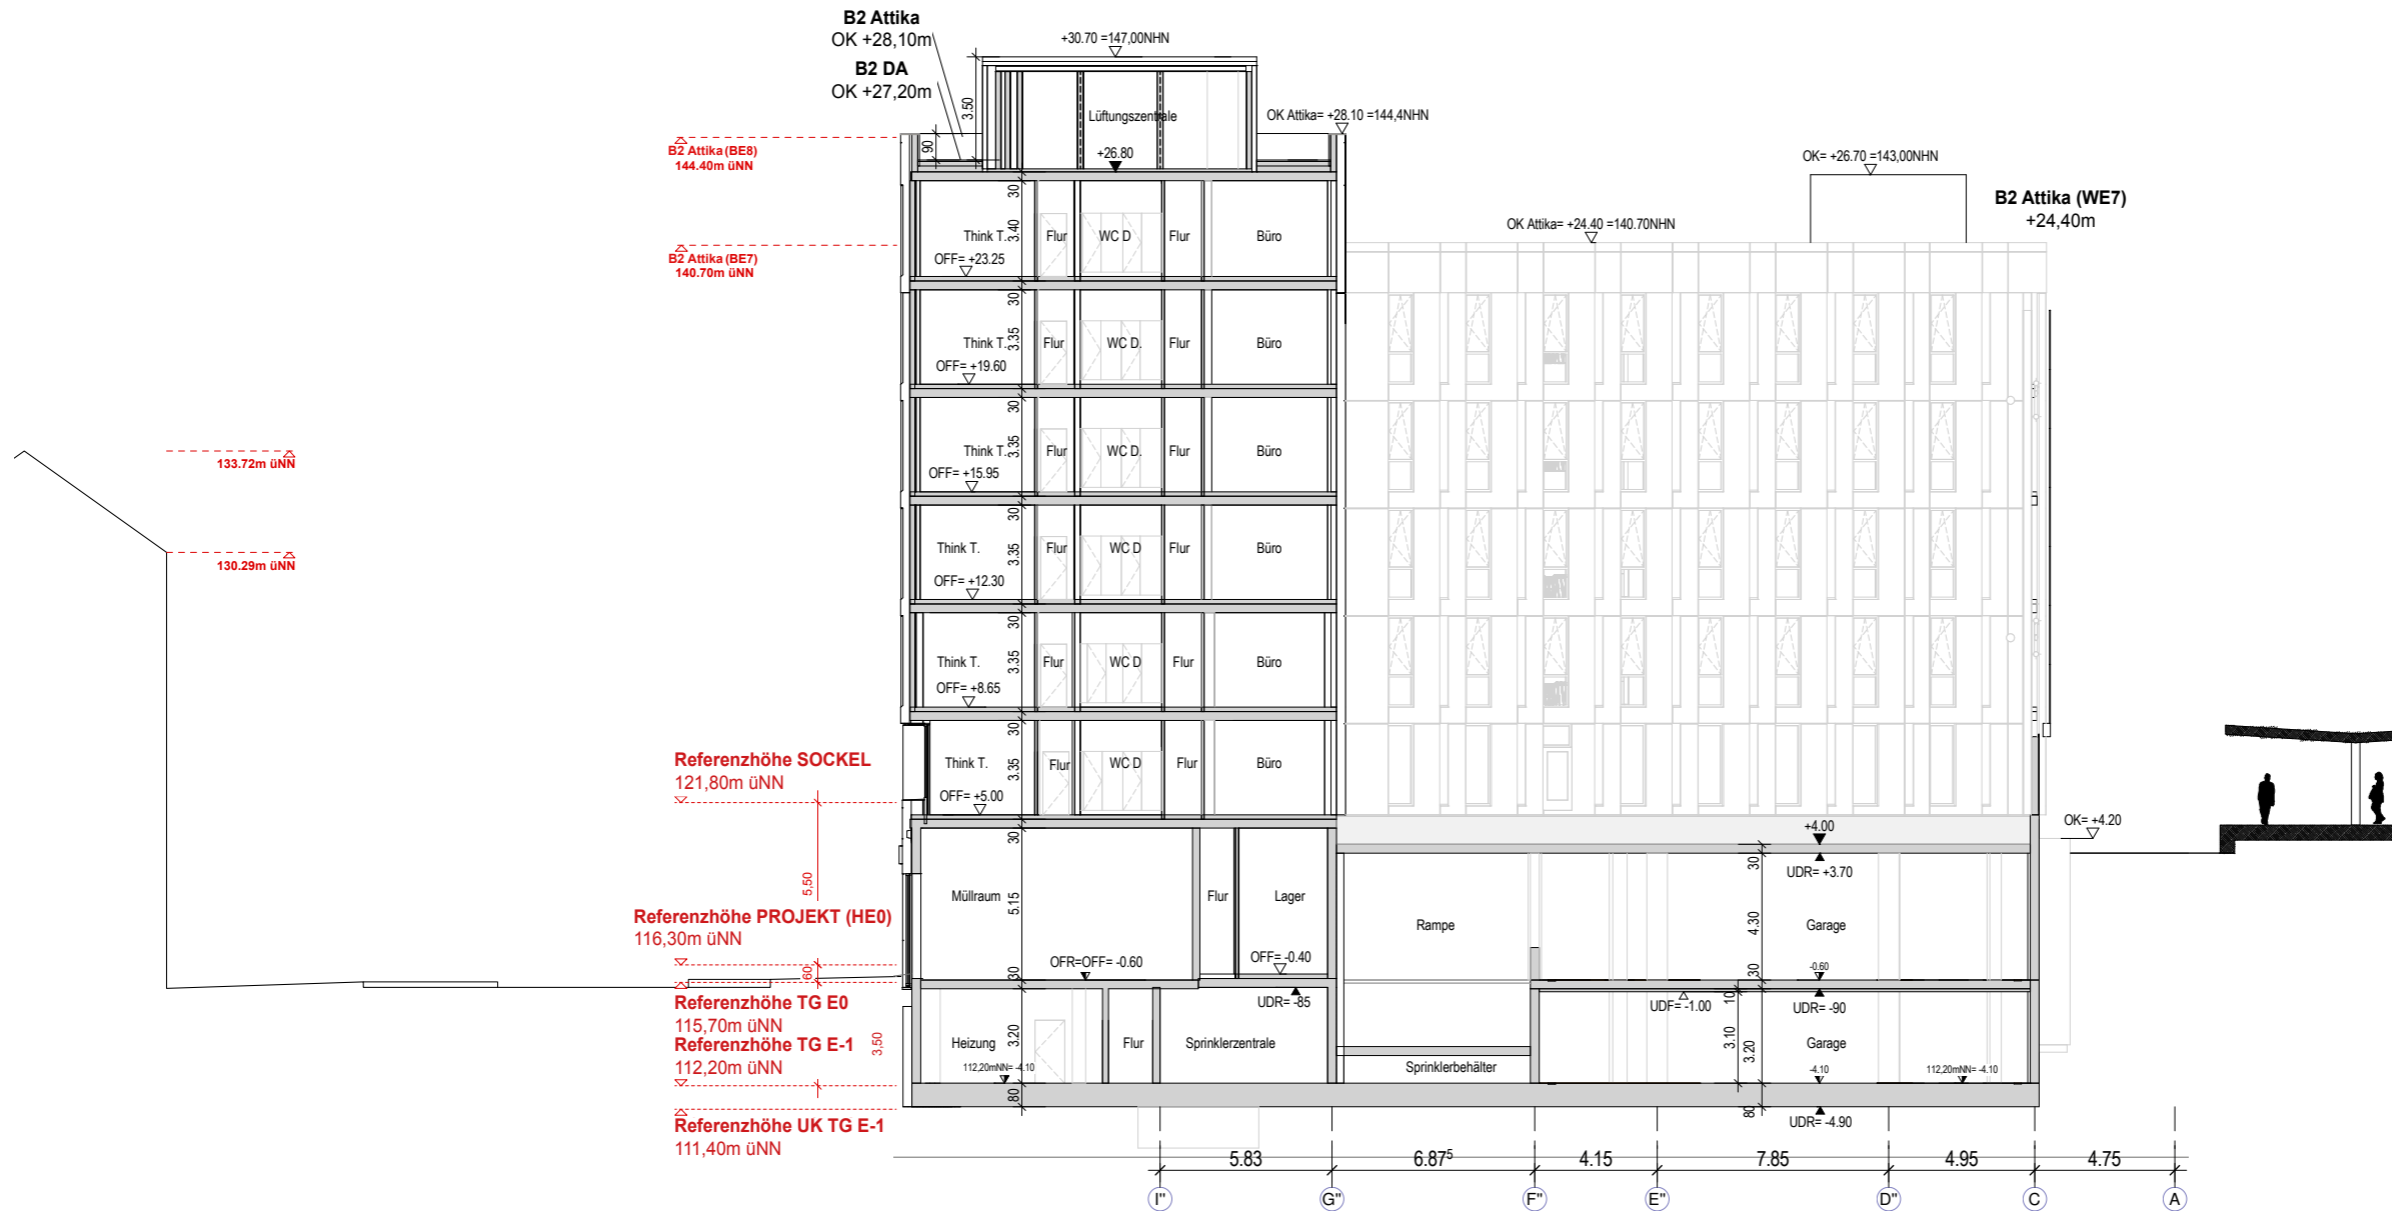 B2 Attika
OK +28,10m
B2 DA
OK +27,20m
+30.70 =147,00NHN
3.50
90
Lüftungszentrale
+26.80
OK Attika= +28.10 =144,4NHN
B2 Attika (BE8)
144.40m üNN
OK= +26.70 =143,00NHN
B2 Attika (WE7)
+24,40m
OK Attika= +24.40 =140.70NHN
B2 Attika (BE7)
140.70m üNN
30
Think T.
3.40
Flur
WC D
Flur
Büro
OFF= +23.25
30
Think T.
3.35
Flur
WC D.
Flur
Büro
OFF= +19.60
30
Think T.
3.35
Flur
WC D.
Flur
Büro
OFF= +15.95
133.72m üNN
30
Think T.
3.35
Flur
WC D
Flur
Büro
OFF= +12.30
130.29m üNN
30
Think T.
3.35
Flur
WC D
Flur
Büro
OFF= +8.65
30
Think T.
3.35
Flur
WC D
Flur
Büro
OFF= +5.00
Referenzhöhe SOCKEL
121,80m üNN
5,50
Referenzhöhe PROJEKT (HE0)
116,30m üNN
60
Referenzhöhe TG E0
115,70m üNN
Referenzhöhe TG E-1
112,20m üNN
3,50
Referenzhöhe UK TG E-1
111,40m üNN
30
Müllraum
5.15
Flur
Lager
OFR=OFF= -0.60
OFF= -0.40
30
UDR= -85
Heizung
3.20
Flur
Sprinklerzentrale
112,20mNN= -4.10
80
Rampe
Sprinklerbehälter
+4.00
OK= +4.20
30
UDR= +3.70
4.30
Garage
-0.60
30
UDF= -1.00
10
UDR= -90
3.10
3.20
Garage
-4.10
112,20mNN= -4.10
80
UDR= -4.90
5.83
6.87⁵
4.15
7.85
4.95
4.75
I"
G"
F"
E"
D"
C
A